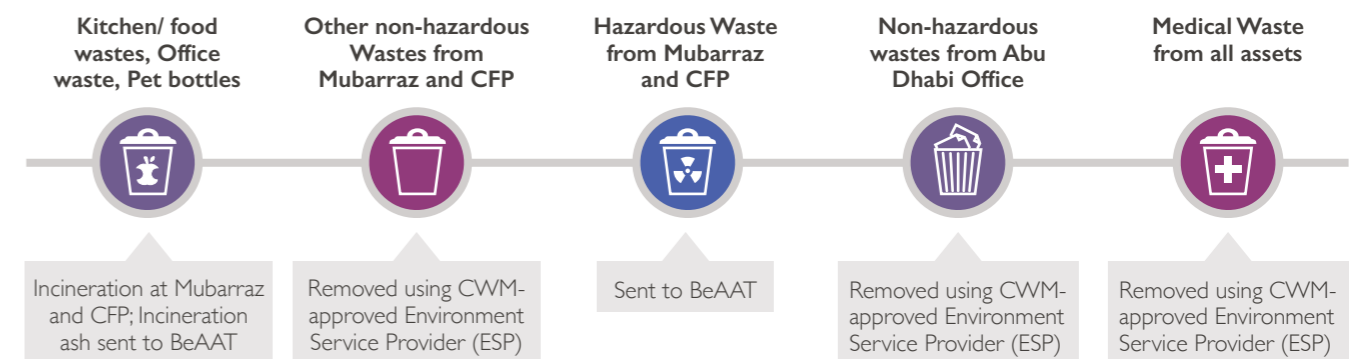 Kitchen/ food
wastes, Office
waste, Pet bottles
Other non-hazardous
Wastes from
Mubarraz and CFP
Hazardous Waste
from Mubarraz
and CFP
Non-hazardous
wastes from Abu
Dhabi Office
Medical Waste
from all assets
Incineration at Mubarraz
and CFP; Incineration
ash sent to BeAAT
Removed using CWM-
approved Environment
Service Provider (ESP)
Sent to BeAAT
Removed using CWM-
approved Environment
Service Provider (ESP)
Removed using CWM-
approved Environment
Service Provider (ESP)